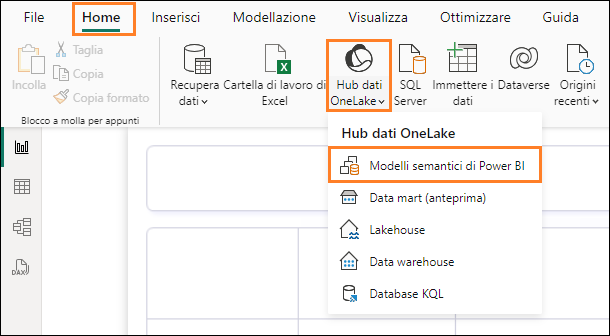 File Home Inserisci Modellazione Visualizza Ottimizzare Guida
Incolla
Taglia
Copia
Copia formato
Blocco a molla per appunti
Recupera
dati
Cartella di lavoro di
Excel
Hub dati
OneLake
SQL
Server
Immettere i
dati
Dataverse
Origini
recenti
Hub dati OneLake
Modelli semantici di Power BI
Data mart (anteprima)
Lakehouse
Data warehouse
Database KQL
DAX